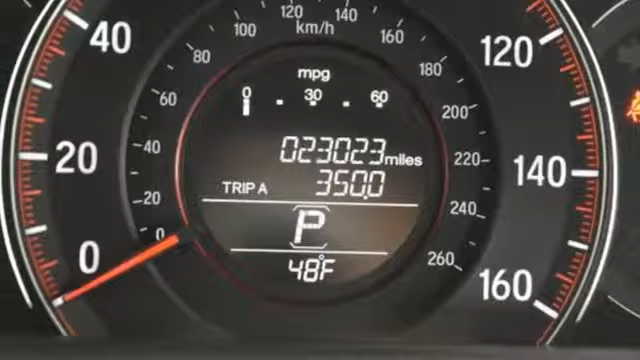 120 140
100 km/h 160
40 80 180 120
mpg
0 30 60
60 200
023023 miles
20 40 220 140
TRIP A 350.0
20 240
P
0 0 260 160
48°F